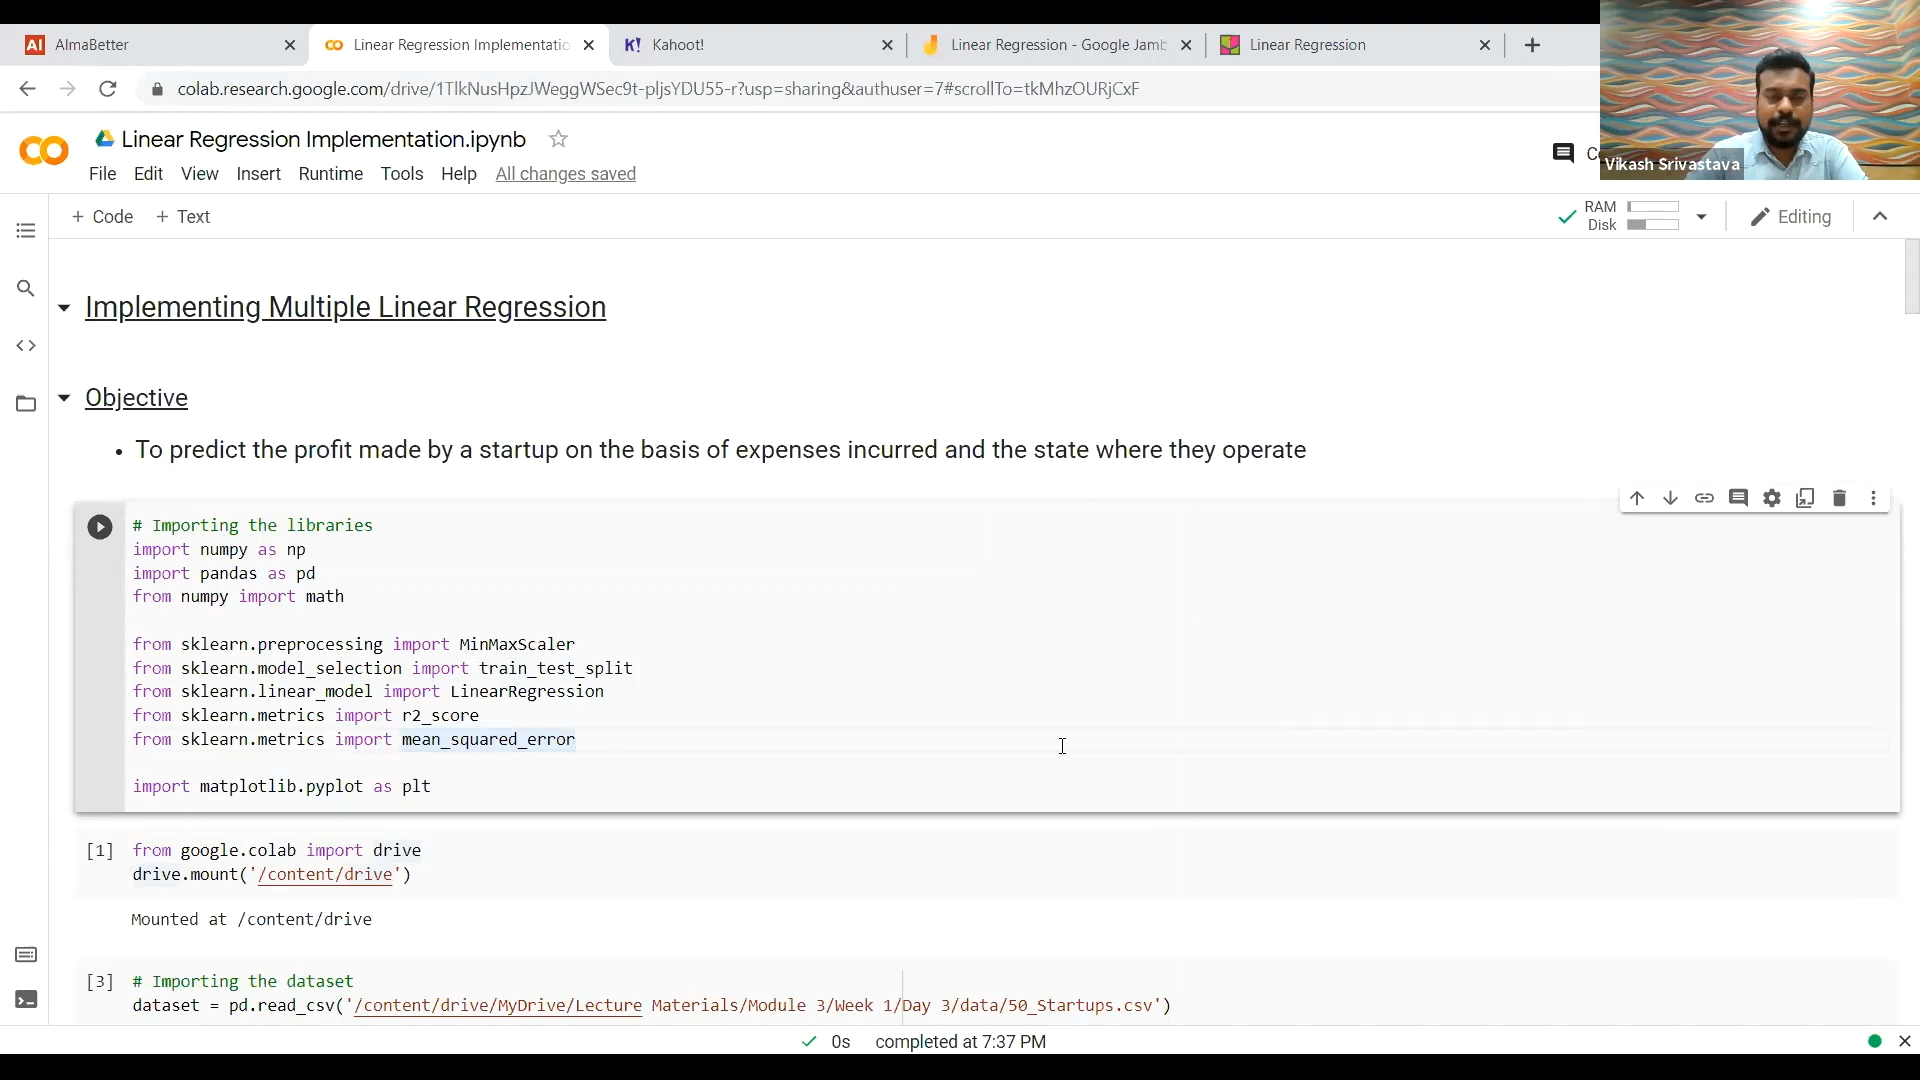 AlmaBetter
Linear Regression Implementatio
Kahoot!
Linear Regression - Google Jamb
Linear Regression
colab.research.google.com/drive/1TlkNusHpzJWeggWSec9t-pljsYDU55-r?usp=sharing&authuser=7#scrollTo=tkMhzOURjCxF
Linear Regression Implementation.ipynb
File Edit View Insert Runtime Tools Help All changes saved
Vikash Srivastava
+ Code + Text
RAM
Disk
Editing
Implementing Multiple Linear Regression
Objective
• To predict the profit made by a startup on the basis of expenses incurred and the state where they operate
# Importing the libraries
import numpy as np
import pandas as pd
from numpy import math
from sklearn.preprocessing import MinMaxScaler
from sklearn.model_selection import train_test_split
from sklearn.linear_model import LinearRegression
from sklearn.metrics import r2_score
from sklearn.metrics import mean_squared_error
import matplotlib.pyplot as plt
[1] from google.colab import drive
drive.mount('/content/drive')
Mounted at /content/drive
[3] # Importing the dataset
dataset = pd.read_csv('/content/drive/MyDrive/Lecture Materials/Module 3/Week 1/Day 3/data/50_Startups.csv')
0s completed at 7:37 PM